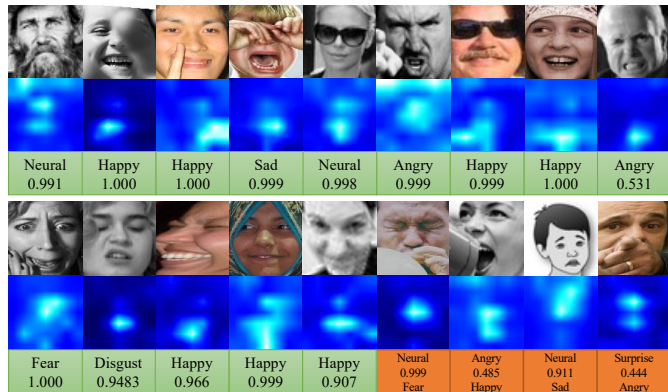 Neural Happy Happy Sad Neural Angry Happy Happy Angry
0.991 1.000 1.000 0.999 0.998 0.999 0.999 1.000 0.531
Fear Disgust Happy Happy Happy Neural Angry Neural Surprise
1.000 0.9483 0.966 0.999 0.907 0.999 0.485 0.911 0.444
Fear Happy Sad Angry